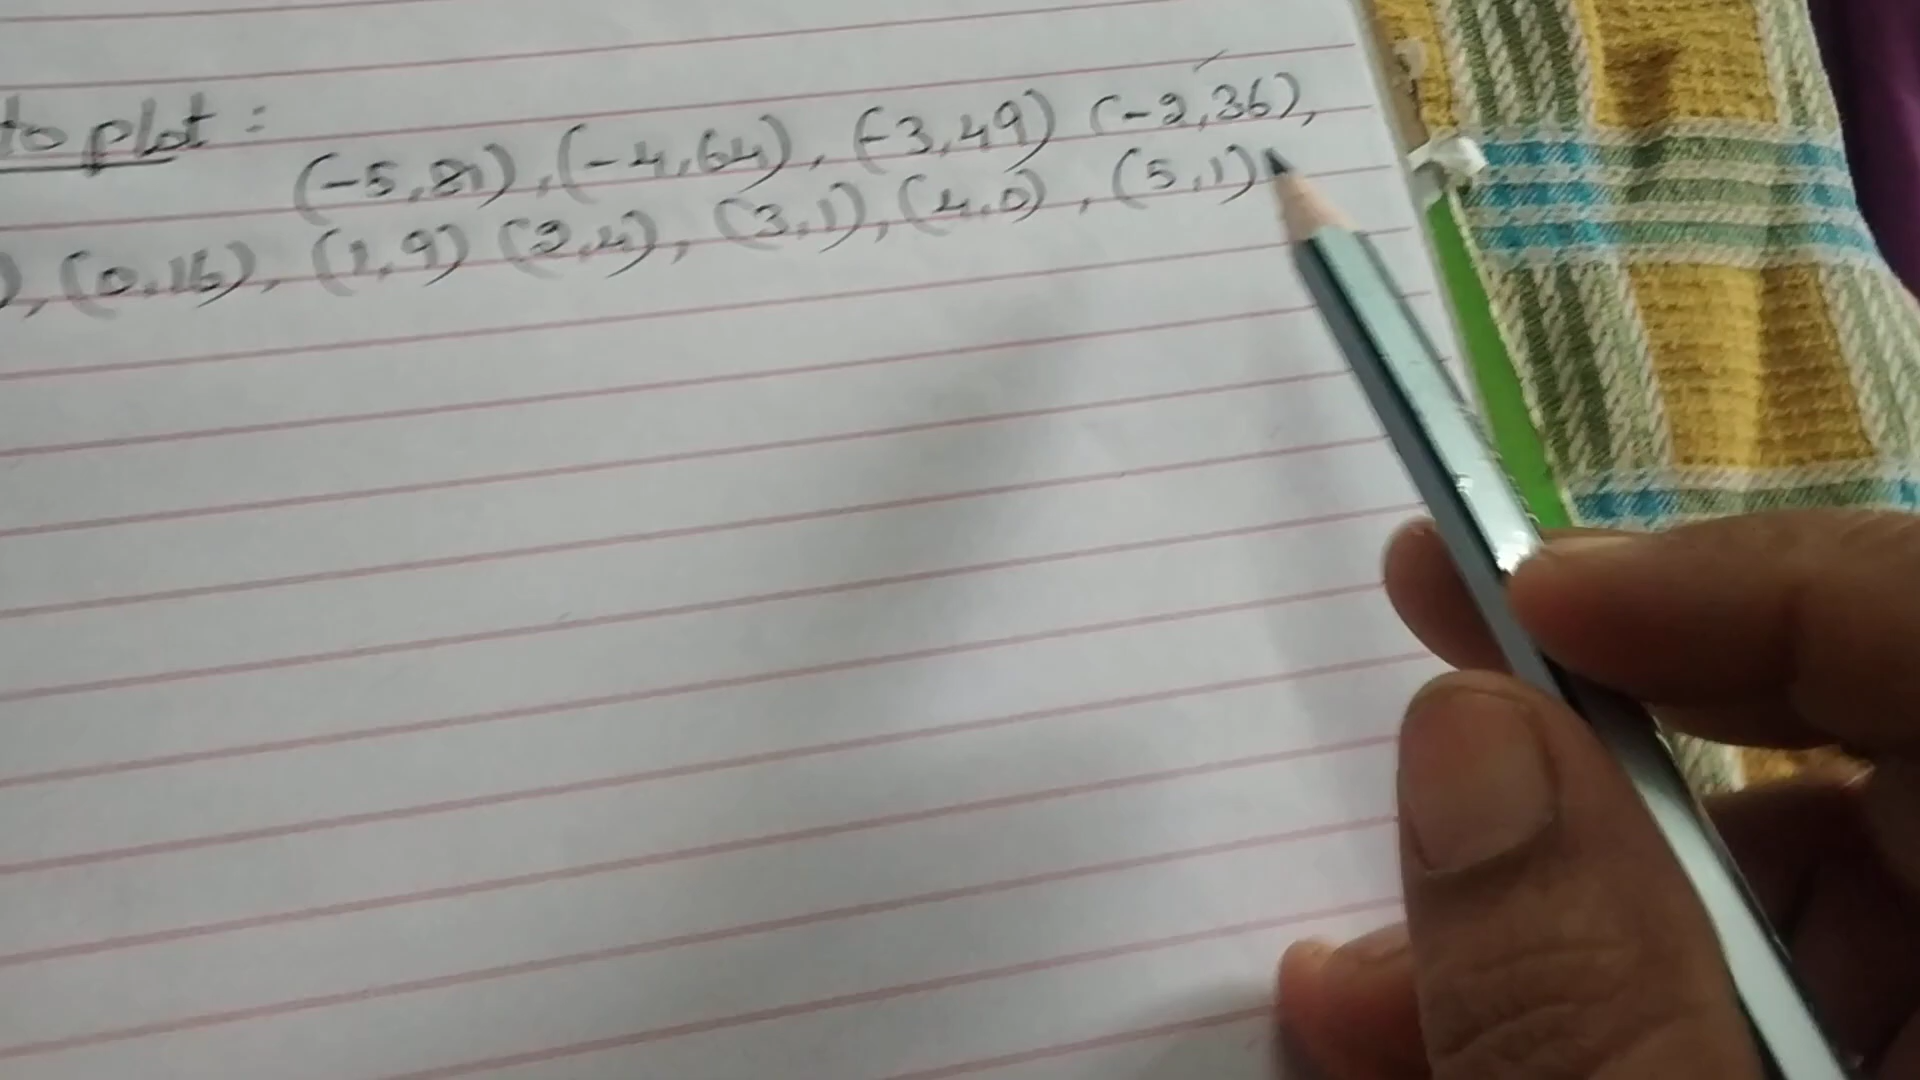 to plot :
(-5,81), (-4,64), (-3,49) (-2,36),
), (0,16), (1,9) (2,4), (3,1), (4,0), (5,1)